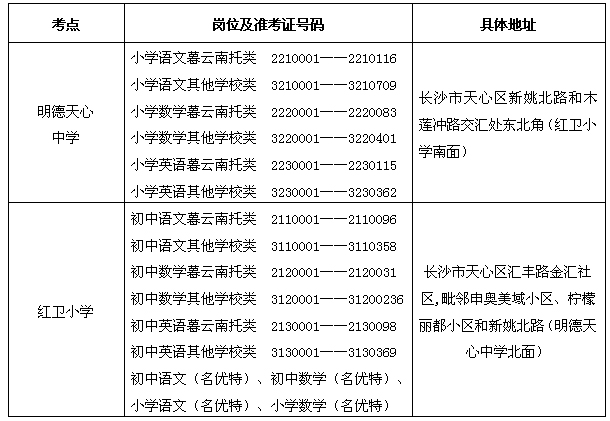 考点 岗位及准考证号码 具体地址
明德天心
中学
小学语文暮云南托类 2210001——2210116
小学语文其他学校类 3210001——3210709
小学数学暮云南托类 2220001——2220083
小学数学其他学校类 3220001——3220401
小学英语暮云南托类 2230001——2230115
小学英语其他学校类 3230001——3230362
长沙市天心区新姚北路和木
莲冲路交汇处东北角(红卫小
学南面）
红卫小学
初中语文暮云南托类 2110001——2110096
初中语文其他学校类 3110001——3110358
初中数学暮云南托类 2120001——2120031
初中数学其他学校类 3120001——31200236
初中英语暮云南托类 2130001——2130098
初中英语其他学校类 3130001——3130369
初中语文（名优特）、初中数学（名优特）、
小学语文（名优特）、小学数学（名优特）
长沙市天心区汇丰路金汇社
区,毗邻申奥美域小区、柠檬
丽都小区和新姚北路(明德天
心中学北面）